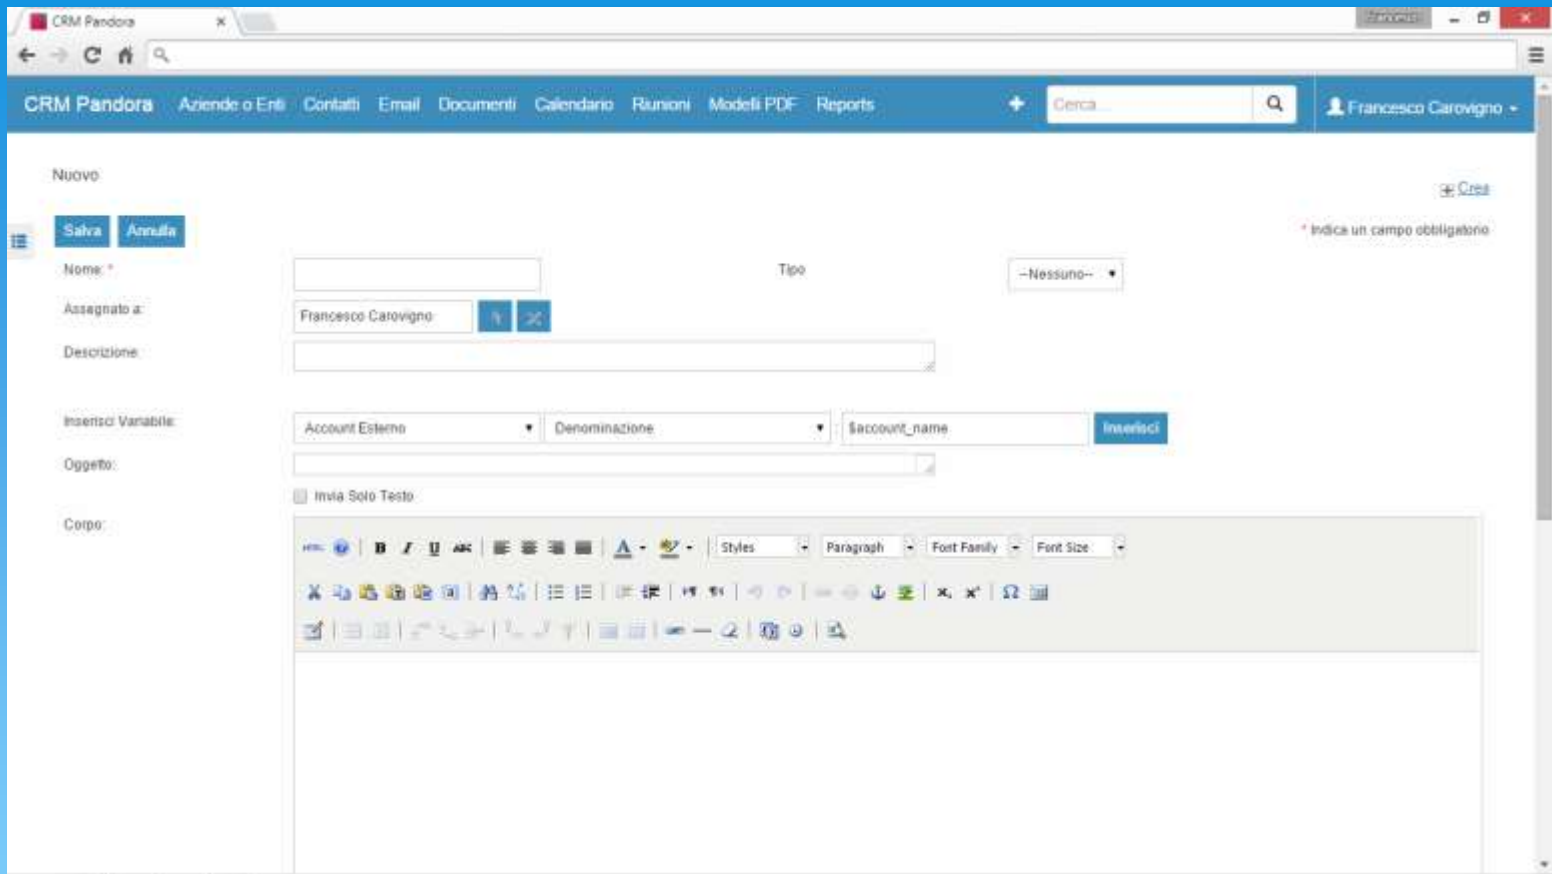 CRM Pandora
CRM Pandora Aziende o Enti Contatti Email Documenti Calendario Riunioni Modelli PDF Reports Cerca ... Francesco Carovigno
Nuovo
Crea
Salva Annulla * Indica un campo obbligatorio
Nome: * Tipo --Nessuno--
Assegnato a: Francesco Carovigno
Descrizione:
Inserisci Variabile: Account Esterno Denominazione : $account_name Inserisci
Oggetto:
Invia Solo Testo
Corpo:
HTML B I U ABC A Styles Paragraph Font Family Font Size